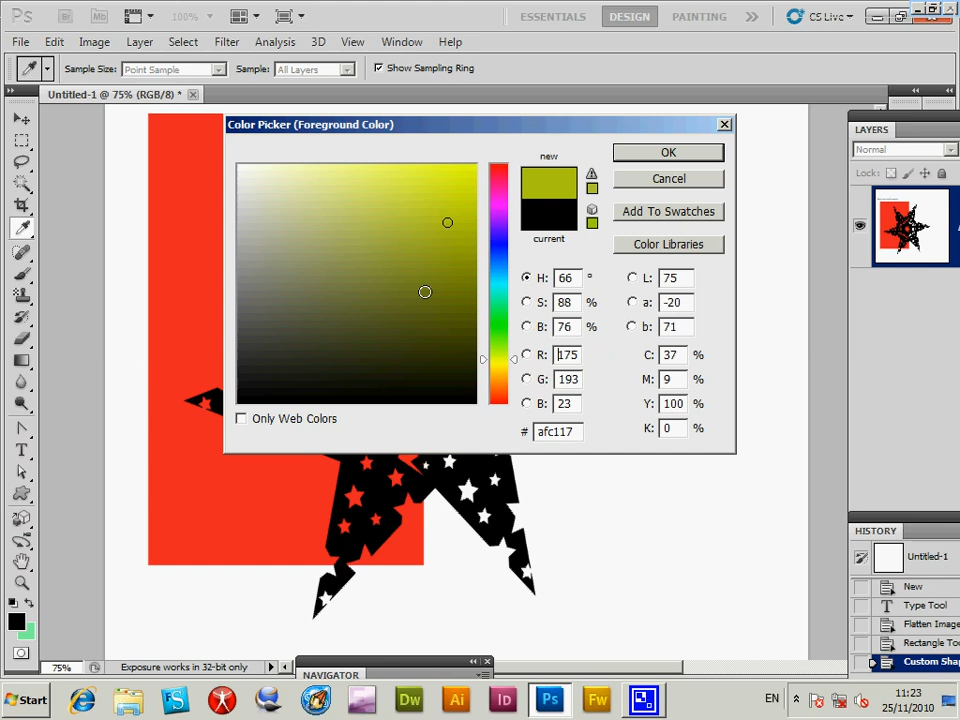 Ps Br Mb 100% ESSENTIALS DESIGN PAINTING >> CS Live
File Edit Image Layer Select Filter Analysis 3D View Window Help
Sample Size: Point Sample Sample: All Layers Show Sampling Ring
Untitled-1 @ 75% (RGB/8) *
Color Picker (Foreground Color)
new
current
OK
Cancel
Add To Swatches
Color Libraries
H: 66 °
S: 88 %
B: 76 %
R: 175
G: 193
B: 23
# afc117
L: 75
a: -20
b: 71
C: 37 %
M: 9 %
Y: 100 %
K: 0 %
Only Web Colors
LAYERS
Normal
Lock:
HISTORY
Untitled-1
New
Type Tool
Flatten Image
Rectangle Too
Custom Shap
75% Exposure works in 32-bit only
NAVIGATOR
Start Dw Ai Id Ps Fw EN
11:23
25/11/2010